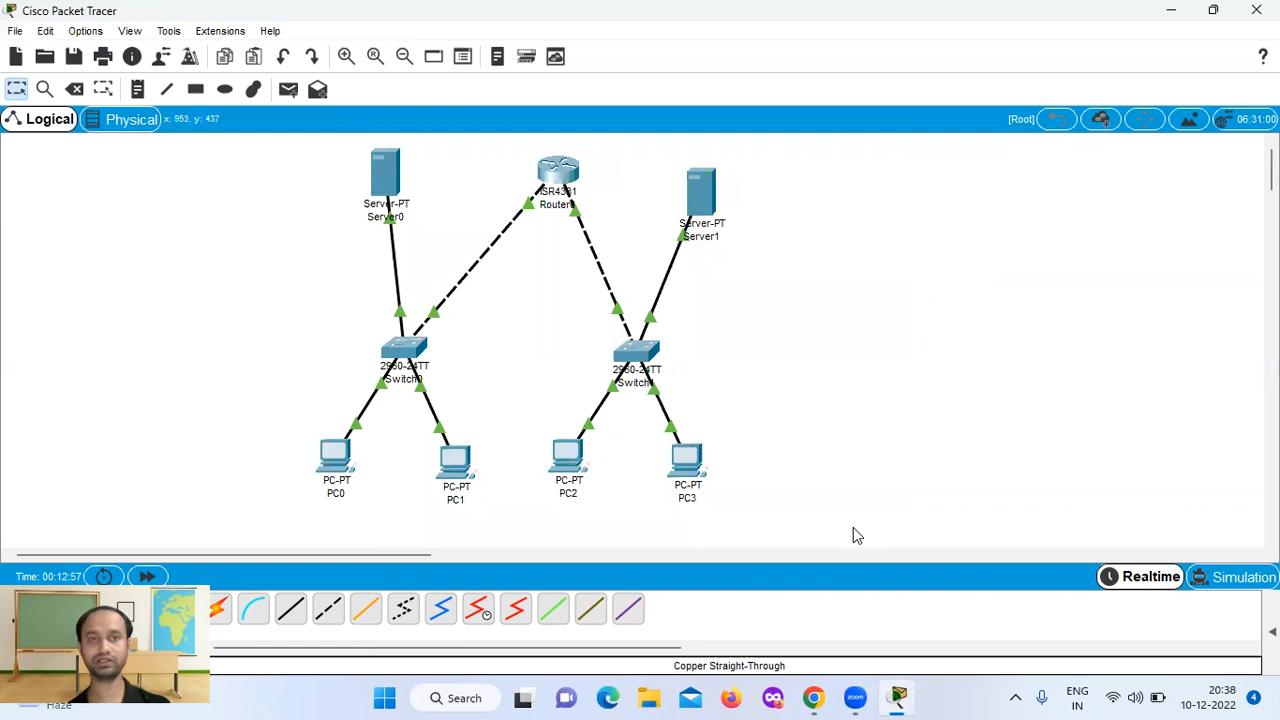 Cisco Packet Tracer
File Edit Options View Tools Extensions Help
?
Logical Physical x: 953, y: 437 [Root] 06:31:00
Server-PT
Server0
ISR4331
Router0
Server-PT
Server1
2960-24TT
Switch0
2960-24TT
Switch1
PC-PT
PC0
PC-PT
PC1
PC-PT
PC2
PC-PT
PC3
Time: 00:12:57 Realtime Simulation
Copper Straight-Through
Haze
Search
zoom
ENG
IN
20:38
10-12-2022
4